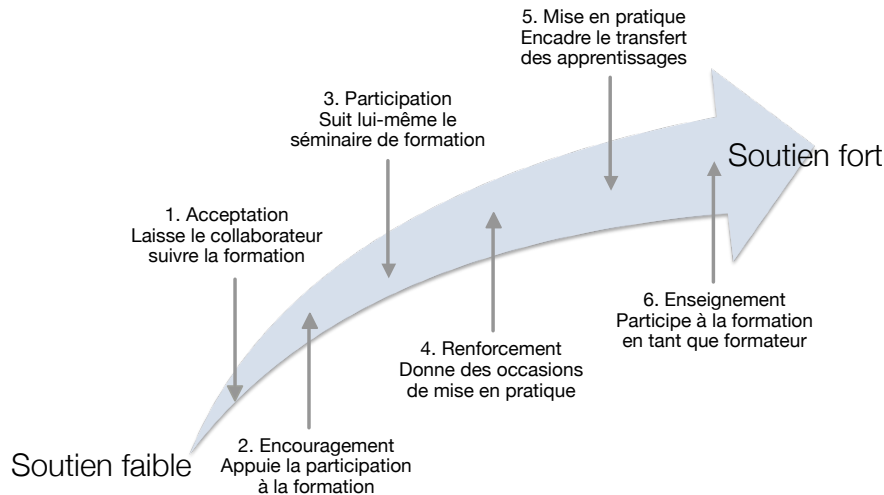 5. Mise en pratique
Encadre le transfert
des apprentissages
3. Participation
Suit lui-même le
séminaire de formation
Soutien fort
1. Acceptation
Laisse le collaborateur
suivre la formation
6. Enseignement
Participe à la formation
en tant que formateur
4. Renforcement
Donne des occasions
de mise en pratique
2. Encouragement
Appuie la participation
à la formation
Soutien faible